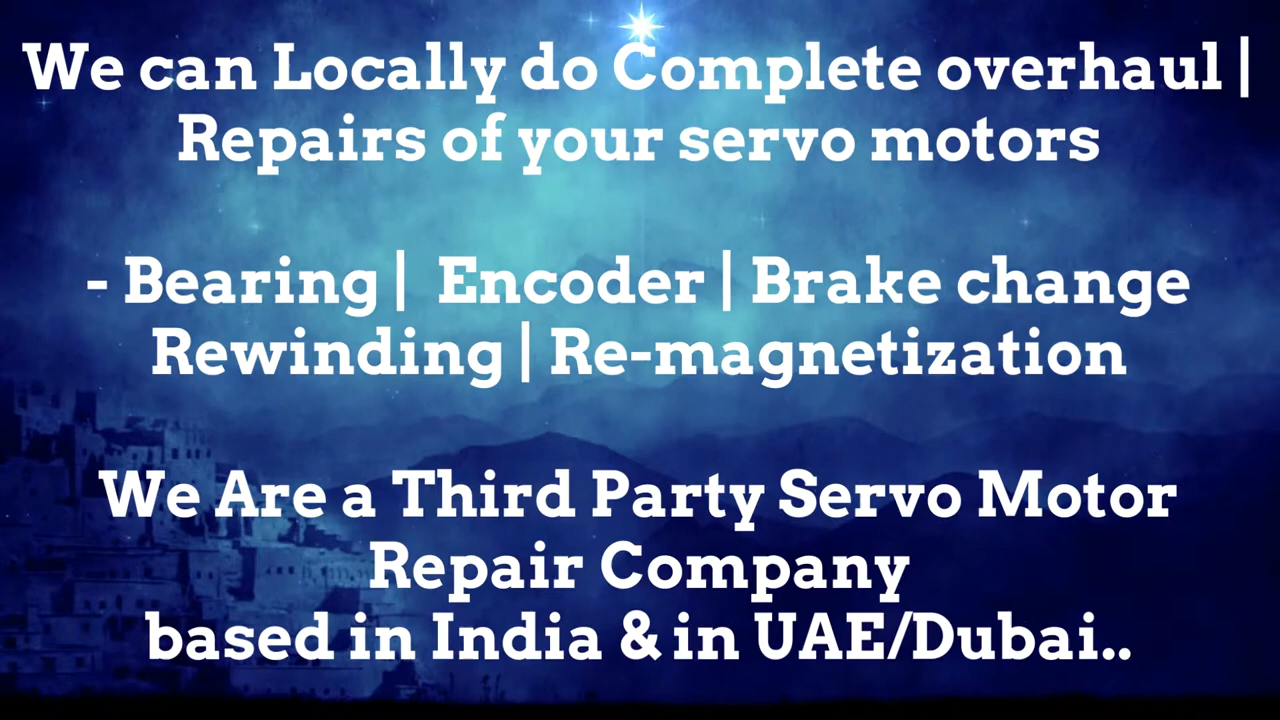 We can Locally do Complete overhaul |
Repairs of your servo motors
- Bearing | Encoder | Brake change
Rewinding | Re-magnetization
We Are a Third Party Servo Motor
Repair Company
based in India & in UAE/Dubai..